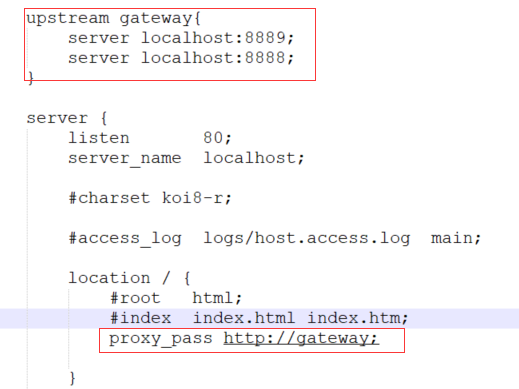 upstream gateway{
server localhost:8889;
server localhost:8888;
}
server {
listen 80;
server_name localhost;
#charset koi8-r;
#access_log logs/host.access.log main;
location / {
#root html;
#index index.html index.htm;
proxy_pass http://gateway;
}